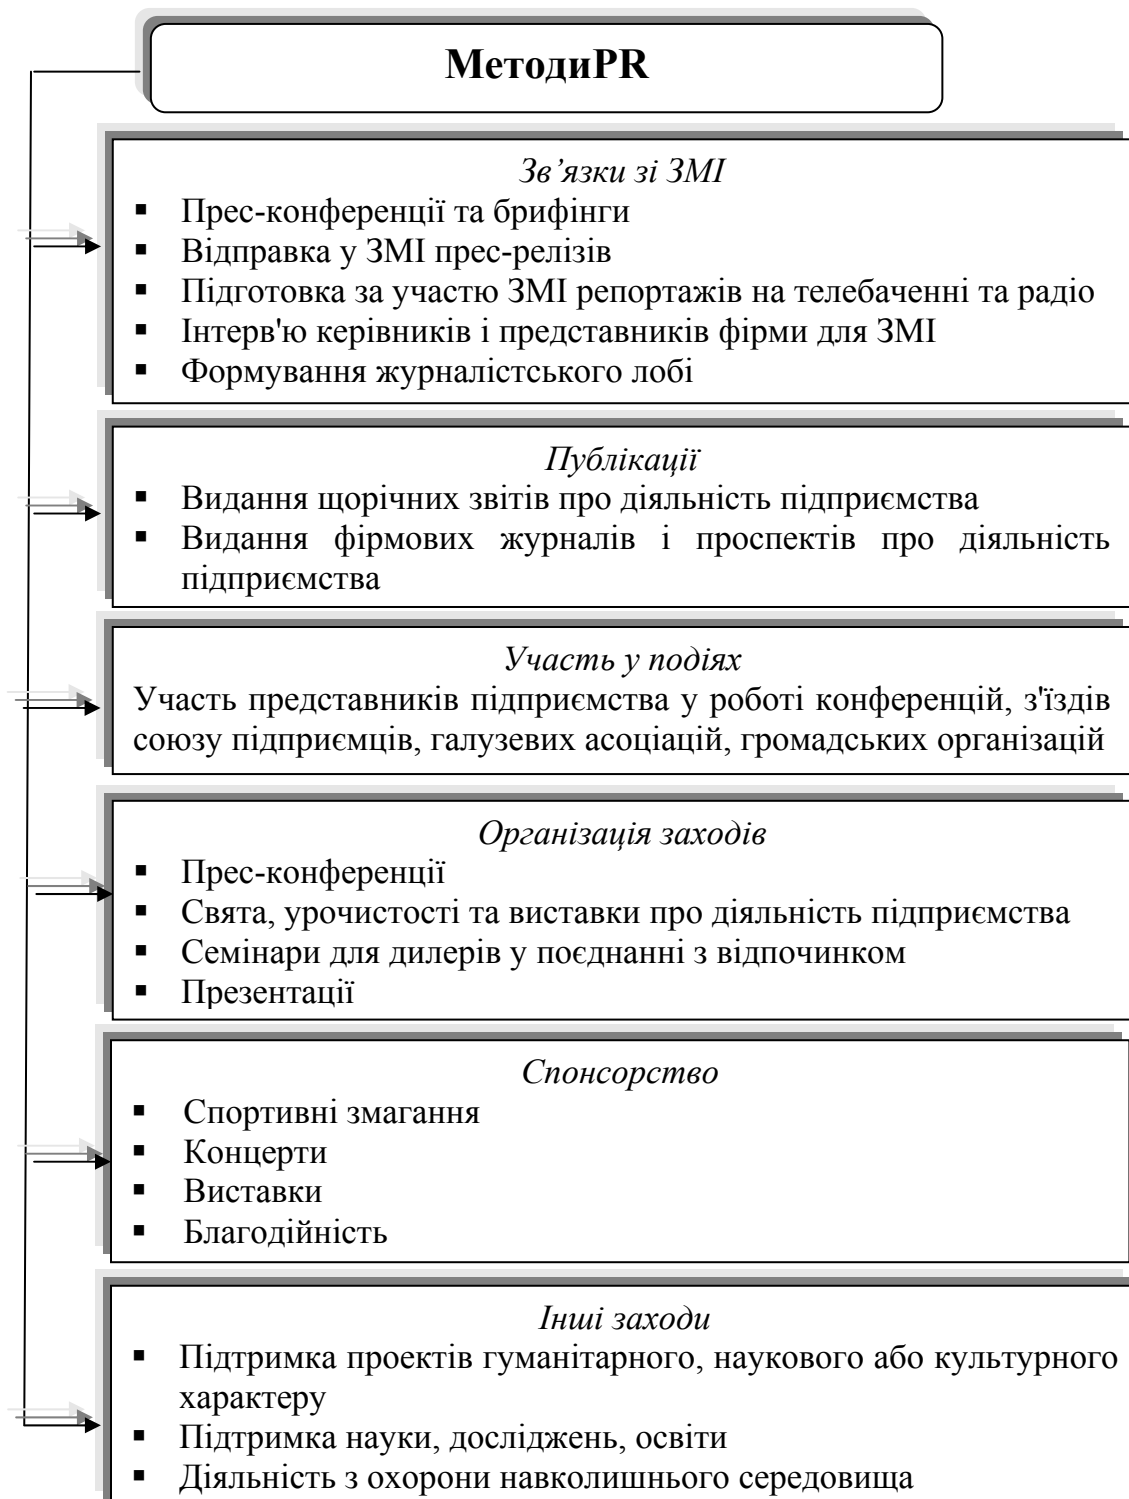 МетодиPR
Зв’язки зі ЗМІ
▪ Прес-конференції та брифінги
▪ Відправка у ЗМІ прес-релізів
▪ Підготовка за участю ЗМІ репортажів на телебаченні та радіо
▪ Інтерв'ю керівників і представників фірми для ЗМІ
▪ Формування журналістського лобі
Публікації
▪ Видання щорічних звітів про діяльність підприємства
▪ Видання фірмових журналів і проспектів про діяльність
підприємства
Участь у подіях
Участь представників підприємства у роботі конференцій, з'їздів
союзу підприємців, галузевих асоціацій, громадських організацій
Організація заходів
▪ Прес-конференції
▪ Свята, урочистості та виставки про діяльність підприємства
▪ Семінари для дилерів у поєднанні з відпочинком
▪ Презентації
Спонсорство
▪ Спортивні змагання
▪ Концерти
▪ Виставки
▪ Благодійність
Інші заходи
▪ Підтримка проектів гуманітарного, наукового або культурного
характеру
▪ Підтримка науки, досліджень, освіти
▪ Діяльність з охорони навколишнього середовища